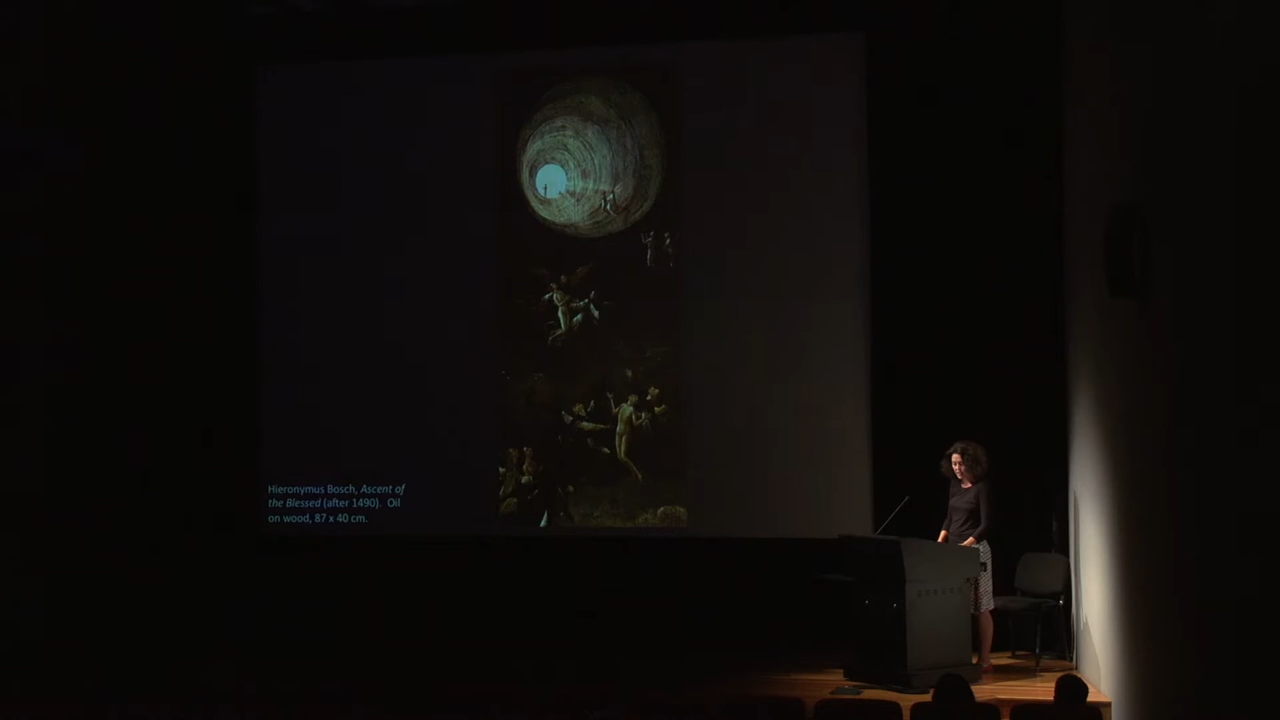 Hieronymus Bosch, Ascent of
the Blessed (after 1490). Oil
on wood, 87 x 40 cm.